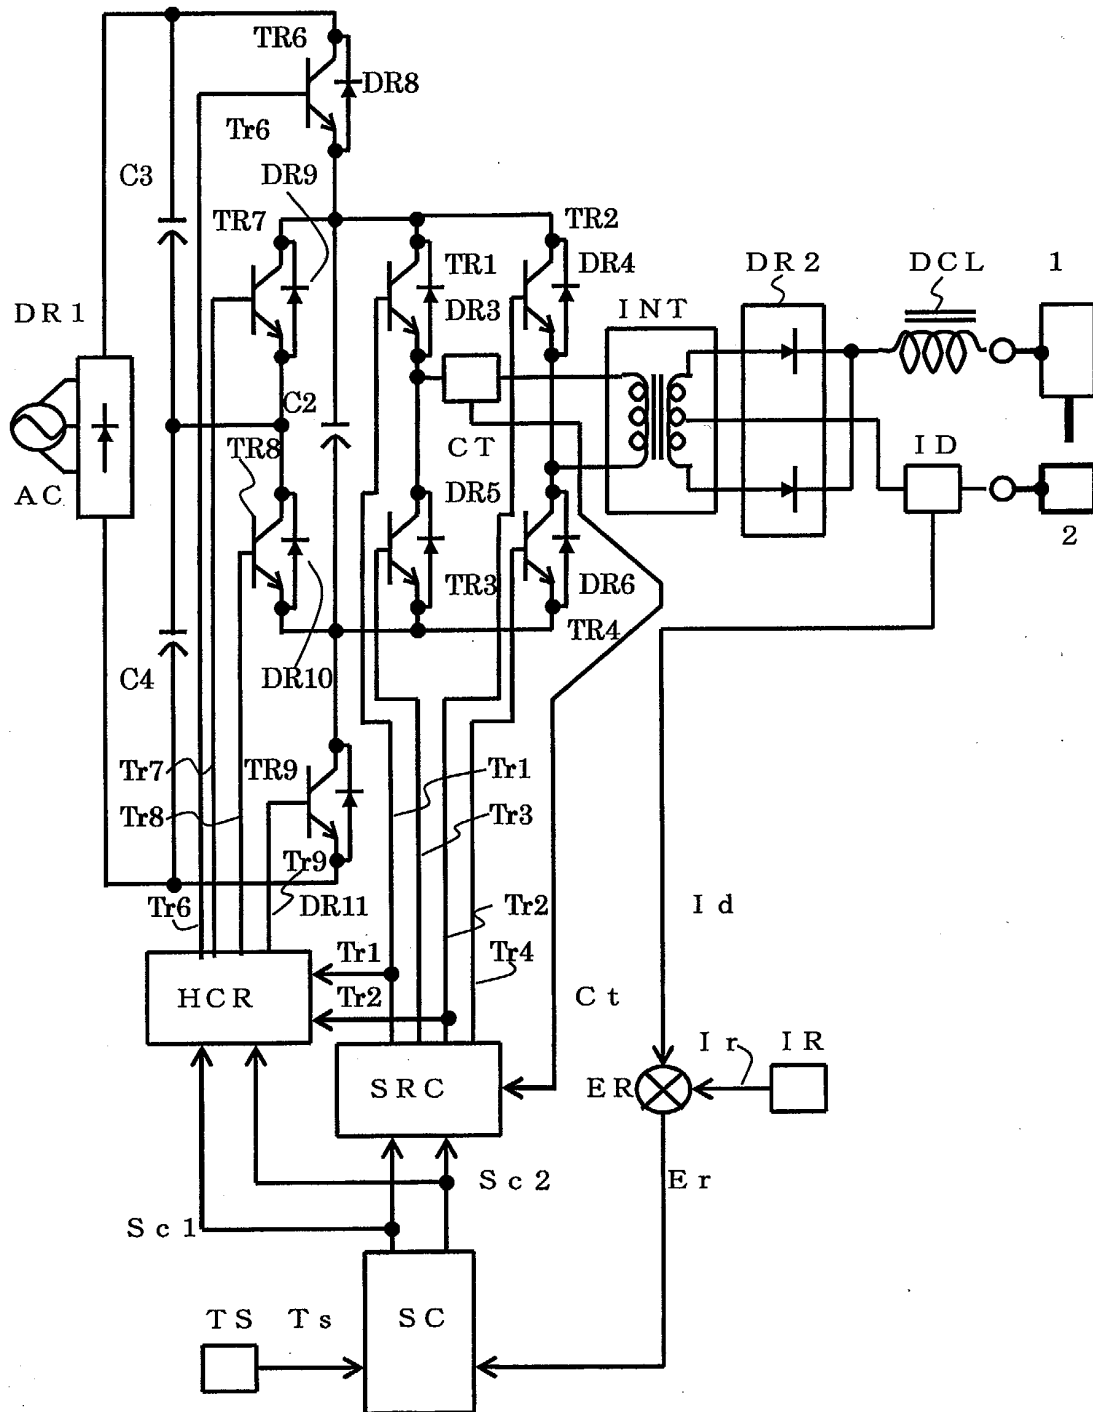 TR6
DR8
Tr6
C3
DR9
TR7
TR2
TR1
DR4
DR2
DCL
1
DR1
DR3
INT
C2
TR8
CT
ID
AC
DR5
2
TR3
DR6
TR4
C4
DR10
Tr7
TR9
Tr1
Tr8
Tr3
Tr9
Tr6
DR11
Tr2
Id
Tr1
Tr4
HCR
Tr2
Ct
Ir
IR
SRC
ER
Sc2
Er
Sc1
TS
Ts
SC